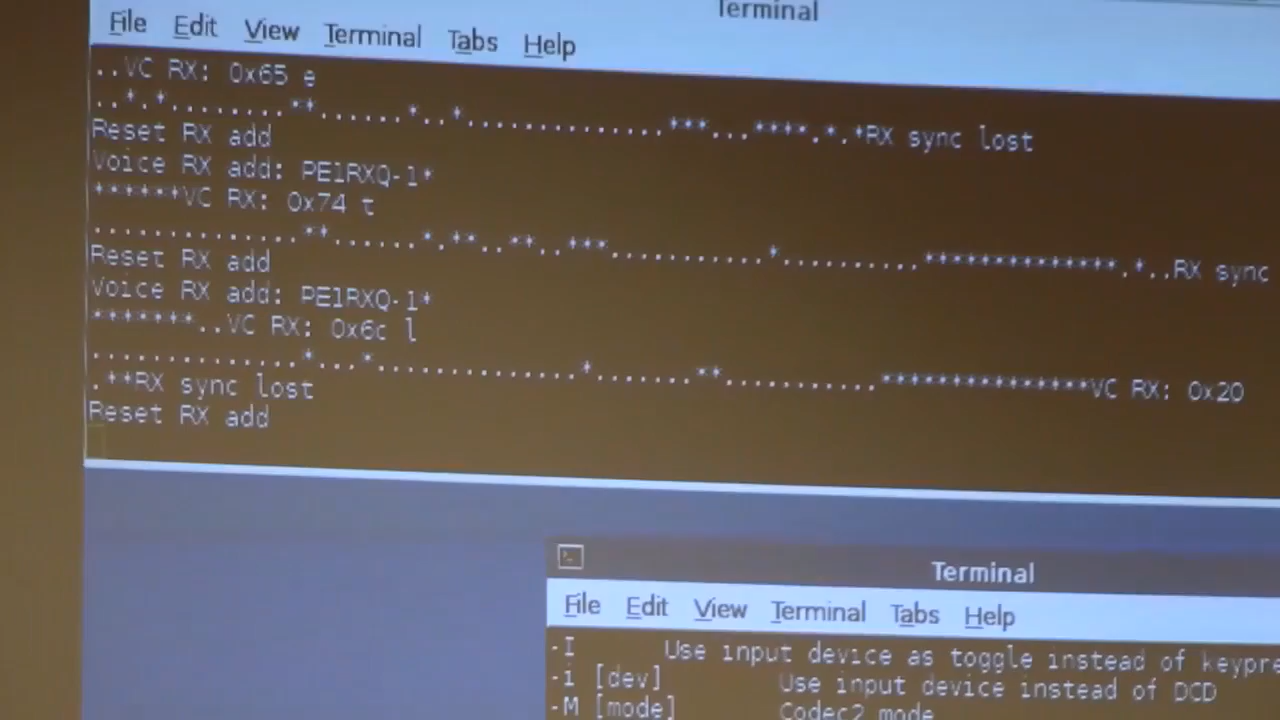 Terminal
File Edit View Terminal Tabs Help
..VC RX: 0x65 e
..*.*........**......*..*.............***...****.*.*RX sync lost
Reset RX add
Voice RX add: PE1RXQ-1*
******VC RX: 0x74 t
..............**......*.**..**..***...........*.........*************.*..RX sync
Reset RX add
Voice RX add: PE1RXQ-1*
*******..VC RX: 0x6c l
..............*...*.............*.......**..........**************VC RX: 0x20
.**RX sync lost
Reset RX add
Terminal
File Edit View Terminal Tabs Help
-I Use input device as toggle instead of keypre
-i [dev] Use input device instead of DCD
-M [mode] Codec2 mode